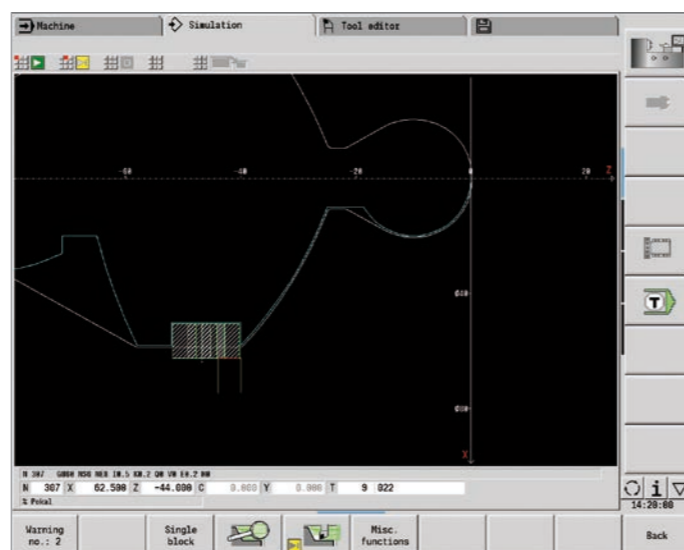 Machine Simulation Tool editor
-60 -40 -20 0 20 Z
Ø40
Ø80
X
T
N 307 X 62.500 Z -44.000 C 0.000 Y 0.000 T 9 Ø22
% Pokal
i
14:20:00
Warning no.: 2
Single block
Misc. functions
Back